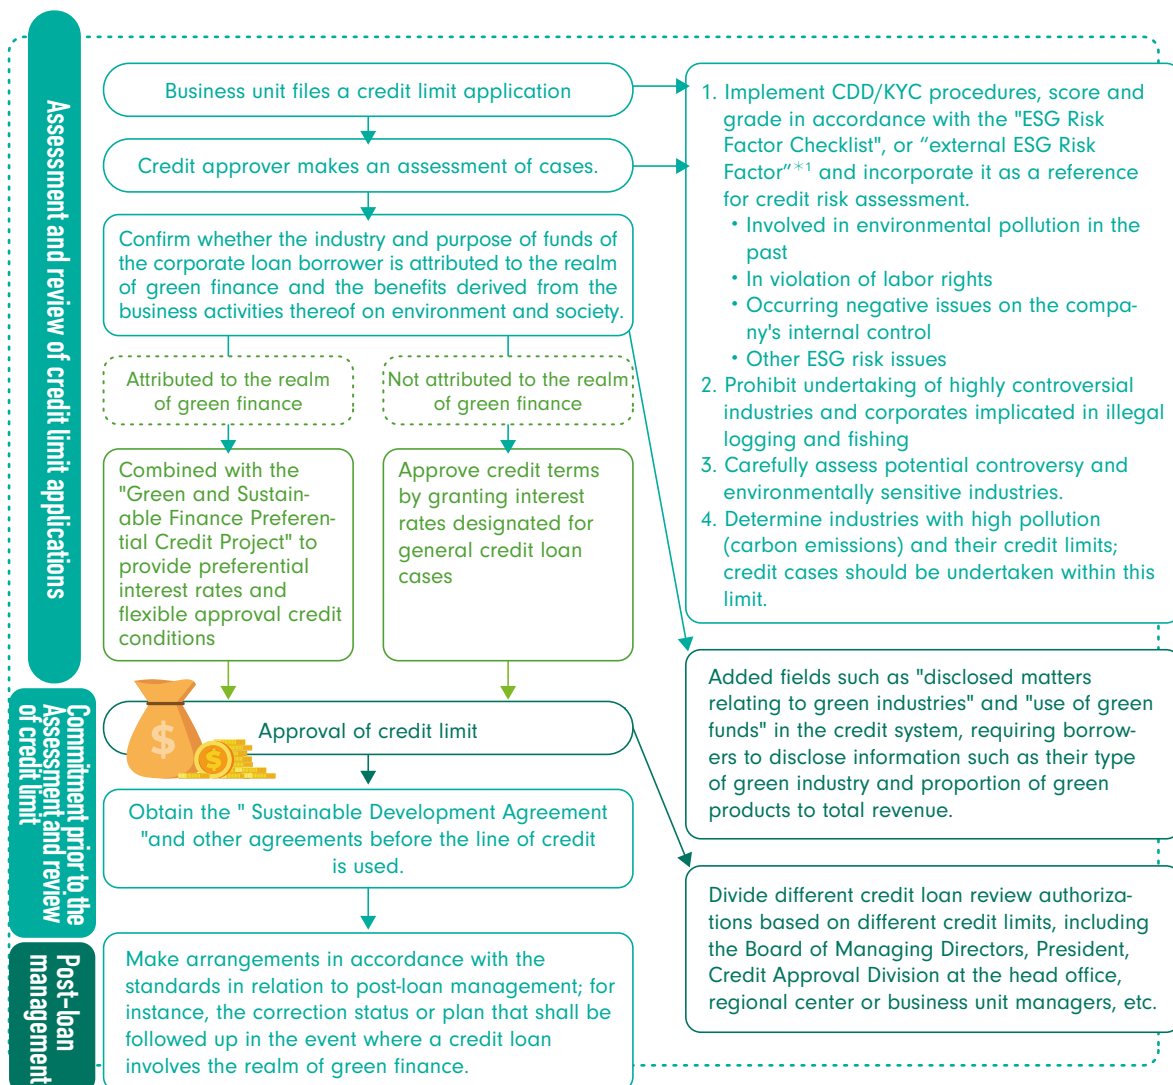 Assessment and review of credit limit applications
Business unit files a credit limit application
Credit approver makes an assessment of cases.
Confirm whether the industry and purpose of funds of
the corporate loan borrower is attributed to the realm
of green finance and the benefits derived from the
business activities thereof on environment and society.
Attributed to the realm
of green finance
Not attributed to the realm
of green finance
Combined with the
"Green and Sustain-
able Finance Preferen-
tial Credit Project" to
provide preferential
interest rates and
flexible approval credit
conditions
Approve credit terms
by granting interest
rates designated for
general credit loan
cases
1. Implement CDD/KYC procedures, score and
grade in accordance with the "ESG Risk
Factor Checklist", or “external ESG Risk
Factor”*1 and incorporate it as a reference
for credit risk assessment.
• Involved in environmental pollution in the
past
• In violation of labor rights
• Occurring negative issues on the compa-
ny's internal control
• Other ESG risk issues
2. Prohibit undertaking of highly controversial
industries and corporates implicated in illegal
logging and fishing
3. Carefully assess potential controversy and
environmentally sensitive industries.
4. Determine industries with high pollution
(carbon emissions) and their credit limits;
credit cases should be undertaken within this
limit.
Added fields such as "disclosed matters
relating to green industries" and "use of green
funds" in the credit system, requiring borrow-
ers to disclose information such as their type
of green industry and proportion of green
products to total revenue.
Commitment prior to the
Assessment and review
of credit limit
$
$
Approval of credit limit
Obtain the " Sustainable Development Agreement
"and other agreements before the line of credit
is used.
Divide different credit loan review authoriza-
tions based on different credit limits, including
the Board of Managing Directors, President,
Credit Approval Division at the head office,
regional center or business unit managers, etc.
Post-loan
management
Make arrangements in accordance with the
standards in relation to post-loan management; for
instance, the correction status or plan that shall be
followed up in the event where a credit loan
involves the realm of green finance.